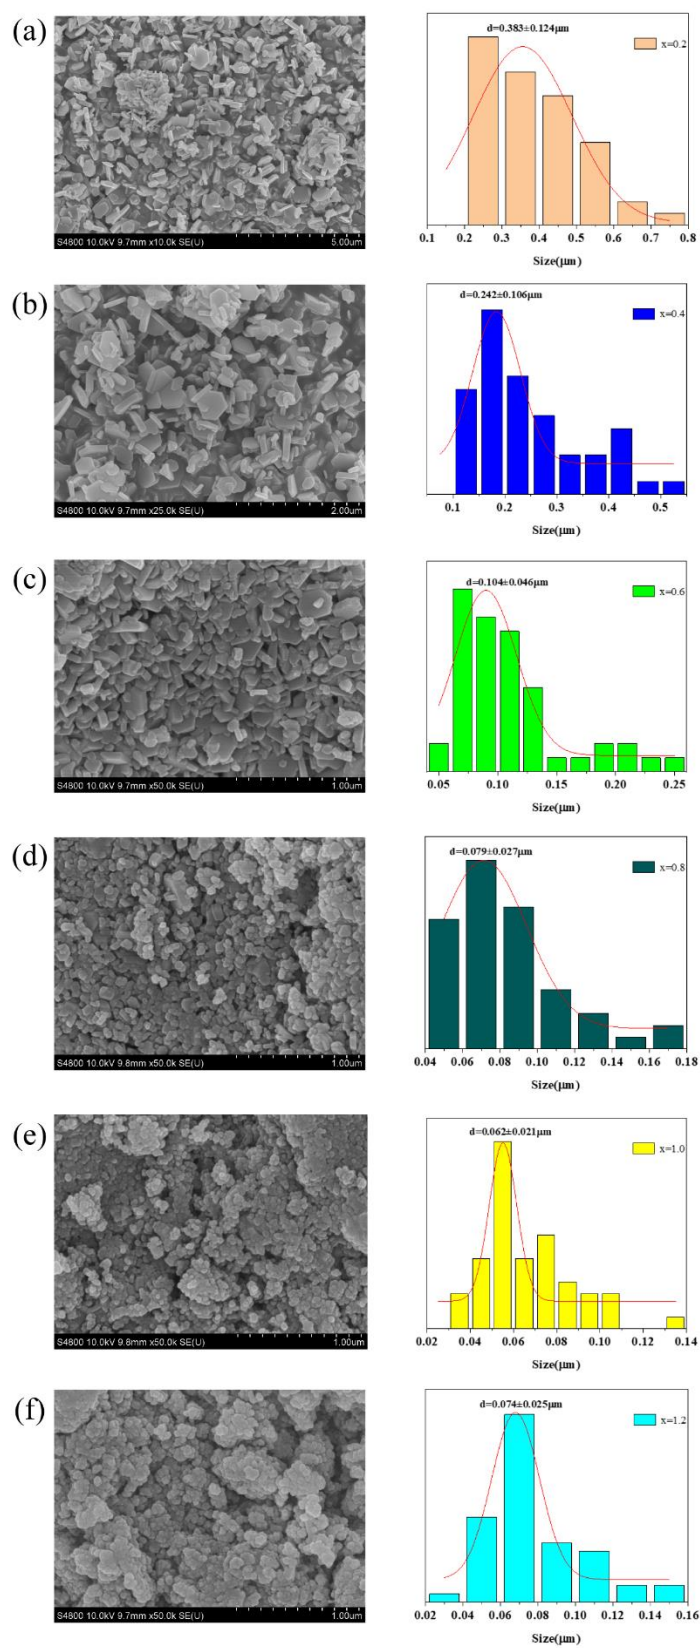 (a)
S4800 10.0kV 9.7mm x10.0k SE(U) 5.00um
d=0.383±0.124μm
x=0.2
0.1 0.2 0.3 0.4 0.5 0.6 0.7 0.8
Size(μm)
(b)
S4800 10.0kV 9.7mm x25.0k SE(U) 2.00um
d=0.242±0.106μm
x=0.4
0.1 0.2 0.3 0.4 0.5
Size(μm)
(c)
S4800 10.0kV 9.7mm x50.0k SE(U) 1.00um
d=0.104±0.046μm
x=0.6
0.05 0.10 0.15 0.20 0.25
Size(μm)
(d)
S4800 10.0kV 9.8mm x50.0k SE(U) 1.00um
d=0.079±0.027μm
x=0.8
0.04 0.06 0.08 0.10 0.12 0.14 0.16 0.18
Size(μm)
(e)
S4800 10.0kV 9.8mm x50.0k SE(U) 1.00um
d=0.062±0.021μm
x=1.0
0.02 0.04 0.06 0.08 0.10 0.12 0.14
Size(μm)
(f)
S4800 10.0kV 9.7mm x50.0k SE(U) 1.00um
d=0.074±0.025μm
x=1.2
0.02 0.04 0.06 0.08 0.10 0.12 0.14 0.16
Size(μm)